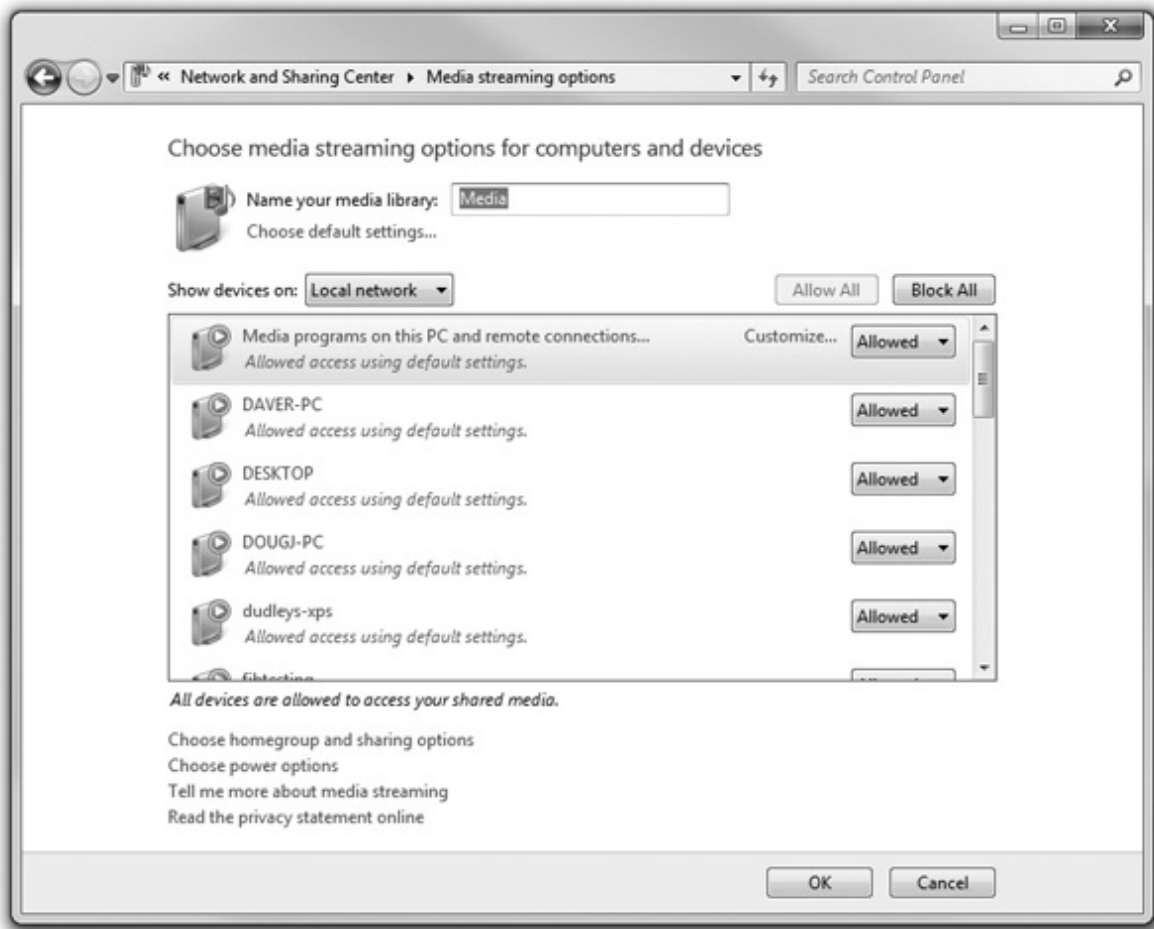 « Network and Sharing Center ▸ Media streaming options
Search Control Panel
Choose media streaming options for computers and devices
Name your media library: Media
Choose default settings...
Show devices on: Local network
Allow All Block All
Media programs on this PC and remote connections... Customize... Allowed
Allowed access using default settings.
DAVER-PC Allowed
Allowed access using default settings.
DESKTOP Allowed
Allowed access using default settings.
DOUGJ-PC Allowed
Allowed access using default settings.
dudleys-xps Allowed
Allowed access using default settings.
All devices are allowed to access your shared media.
Choose homegroup and sharing options
Choose power options
Tell me more about media streaming
Read the privacy statement online
OK Cancel